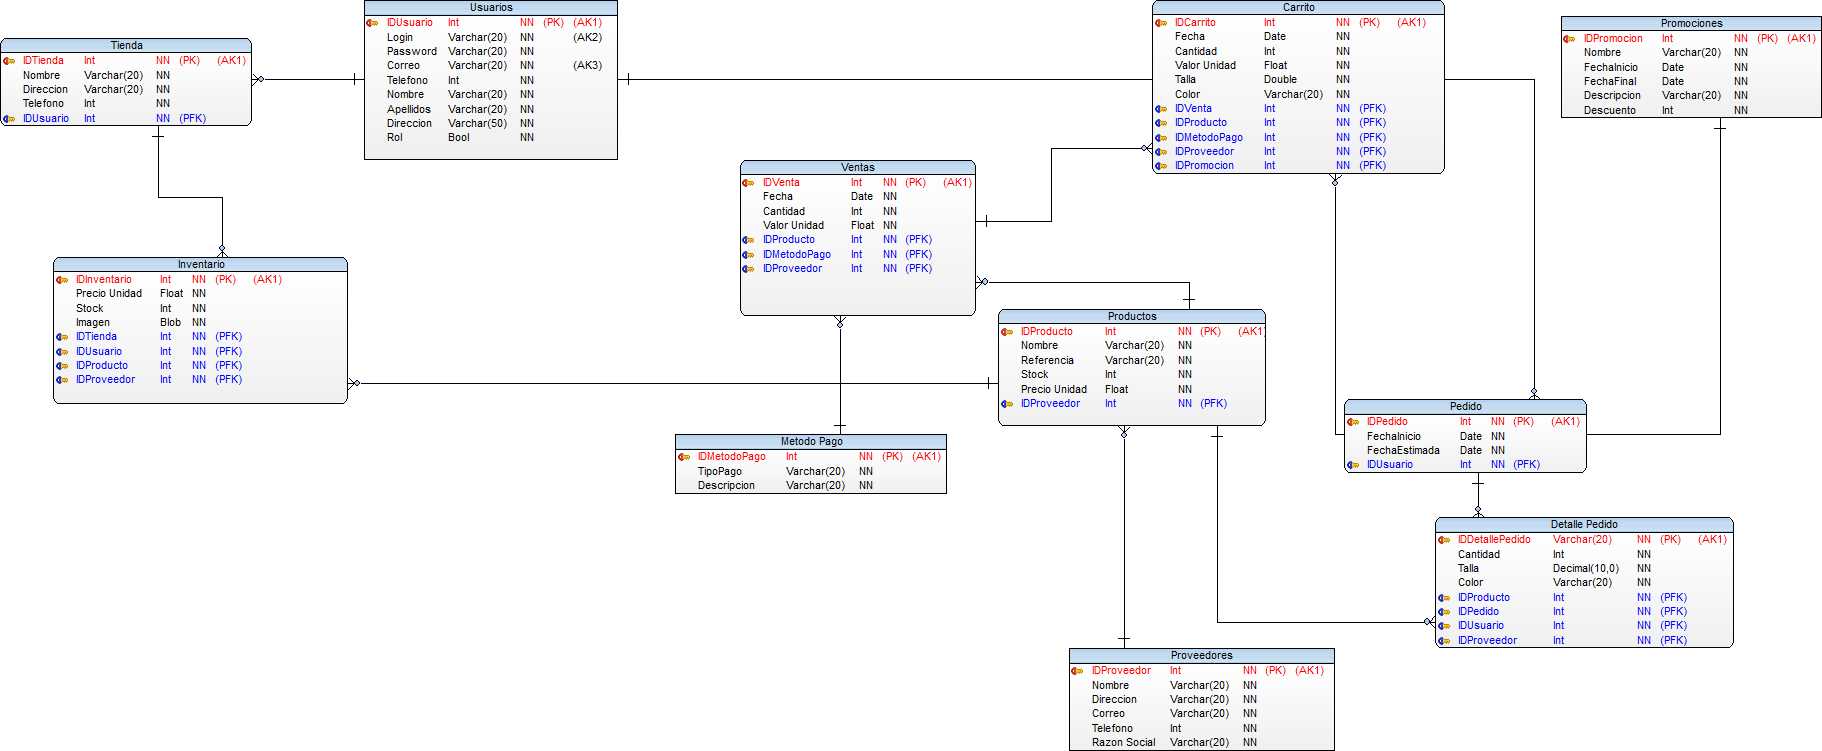 Usuarios
IDUsuario Int NN (PK) (AK1)
Login Varchar(20) NN (AK2)
Password Varchar(20) NN
Correo Varchar(20) NN (AK3)
Telefono Int NN
Nombre Varchar(20) NN
Apellidos Varchar(20) NN
Direccion Varchar(50) NN
Rol Bool NN
Carrito
IDCarrito Int NN (PK) (AK1)
Fecha Date NN
Cantidad Int NN
Valor Unidad Float NN
Talla Double NN
Color Varchar(20) NN
IDVenta Int NN (PFK)
IDProducto Int NN (PFK)
IDMetodoPago Int NN (PFK)
IDProveedor Int NN (PFK)
IDPromocion Int NN (PFK)
Promociones
IDPromocion Int NN (PK) (AK1)
Nombre Varchar(20) NN
FechaInicio Date NN
FechaFinal Date NN
Descripcion Varchar(20) NN
Descuento Int NN
Tienda
IDTienda Int NN (PK) (AK1)
Nombre Varchar(20) NN
Direccion Varchar(20) NN
Telefono Int NN
IDUsuario Int NN (PFK)
Ventas
IDVenta Int NN (PK) (AK1)
Fecha Date NN
Cantidad Int NN
Valor Unidad Float NN
IDProducto Int NN (PFK)
IDMetodoPago Int NN (PFK)
IDProveedor Int NN (PFK)
Inventario
IDInventario Int NN (PK) (AK1)
Precio Unidad Float NN
Stock Int NN
Imagen Blob NN
IDTienda Int NN (PFK)
IDUsuario Int NN (PFK)
IDProducto Int NN (PFK)
IDProveedor Int NN (PFK)
Productos
IDProducto Int NN (PK) (AK1)
Nombre Varchar(20) NN
Referencia Varchar(20) NN
Stock Int NN
Precio Unidad Float NN
IDProveedor Int NN (PFK)
Pedido
IDPedido Int NN (PK) (AK1)
FechaInicio Date NN
FechaEstimada Date NN
IDUsuario Int NN (PFK)
Metodo Pago
IDMetodoPago Int NN (PK) (AK1)
TipoPago Varchar(20) NN
Descripcion Varchar(20) NN
Detalle Pedido
IDDetallePedido Varchar(20) NN (PK) (AK1)
Cantidad Int NN
Talla Decimal(10,0) NN
Color Varchar(20) NN
IDProducto Int NN (PFK)
IDPedido Int NN (PFK)
IDUsuario Int NN (PFK)
IDProveedor Int NN (PFK)
Proveedores
IDProveedor Int NN (PK) (AK1)
Nombre Varchar(20) NN
Direccion Varchar(20) NN
Correo Varchar(20) NN
Telefono Int NN
Razon Social Varchar(20) NN